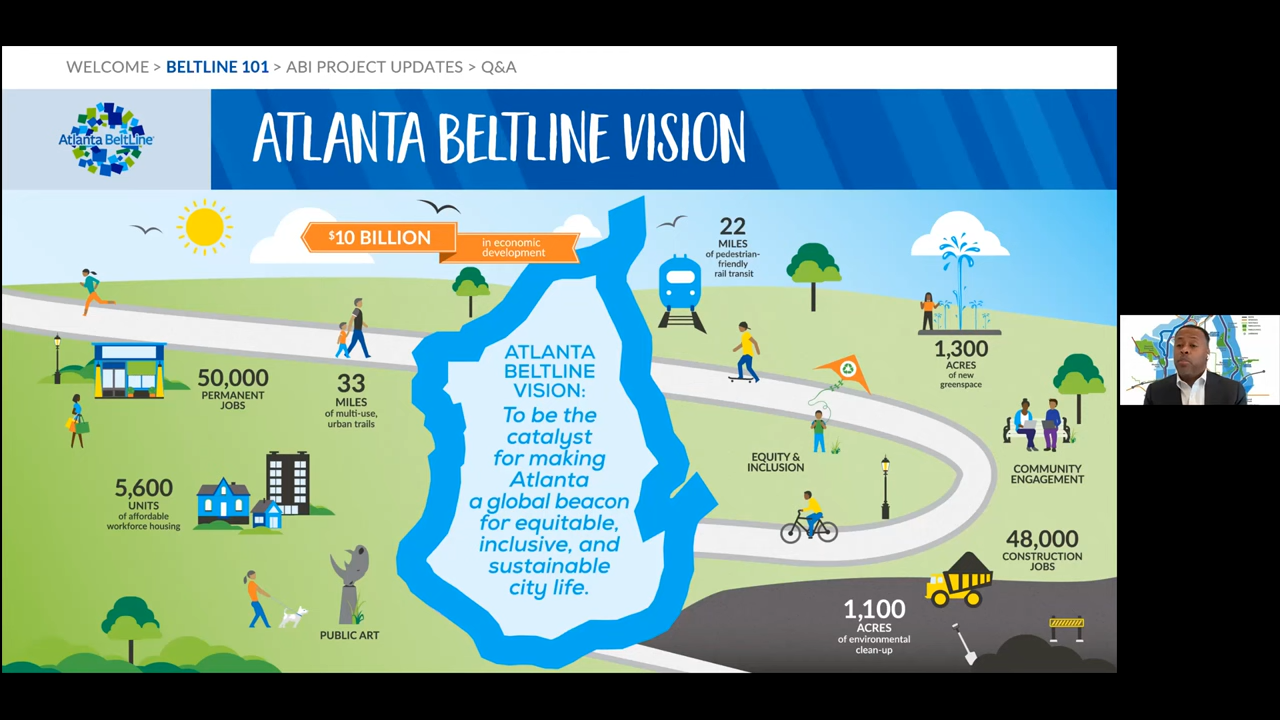 WELCOME > BELTLINE 101 > ABI PROJECT UPDATES > Q&A
Atlanta BeltLine
ATLANTA BELTLINE VISION
$10 BILLION
in economic
development
22
MILES
of pedestrian-
friendly
rail transit
1,300
ACRES
of new
greenspace
50,000
PERMANENT
JOBS
33
MILES
of multi-use,
urban trails
ATLANTA
BELTLINE
VISION:
To be the
catalyst
for making
Atlanta
a global beacon
for equitable,
inclusive, and
sustainable
city life.
EQUITY &
INCLUSION
COMMUNITY
ENGAGEMENT
5,600
UNITS
of affordable
workforce housing
PUBLIC ART
48,000
CONSTRUCTION
JOBS
1,100
ACRES
of environmental
clean-up